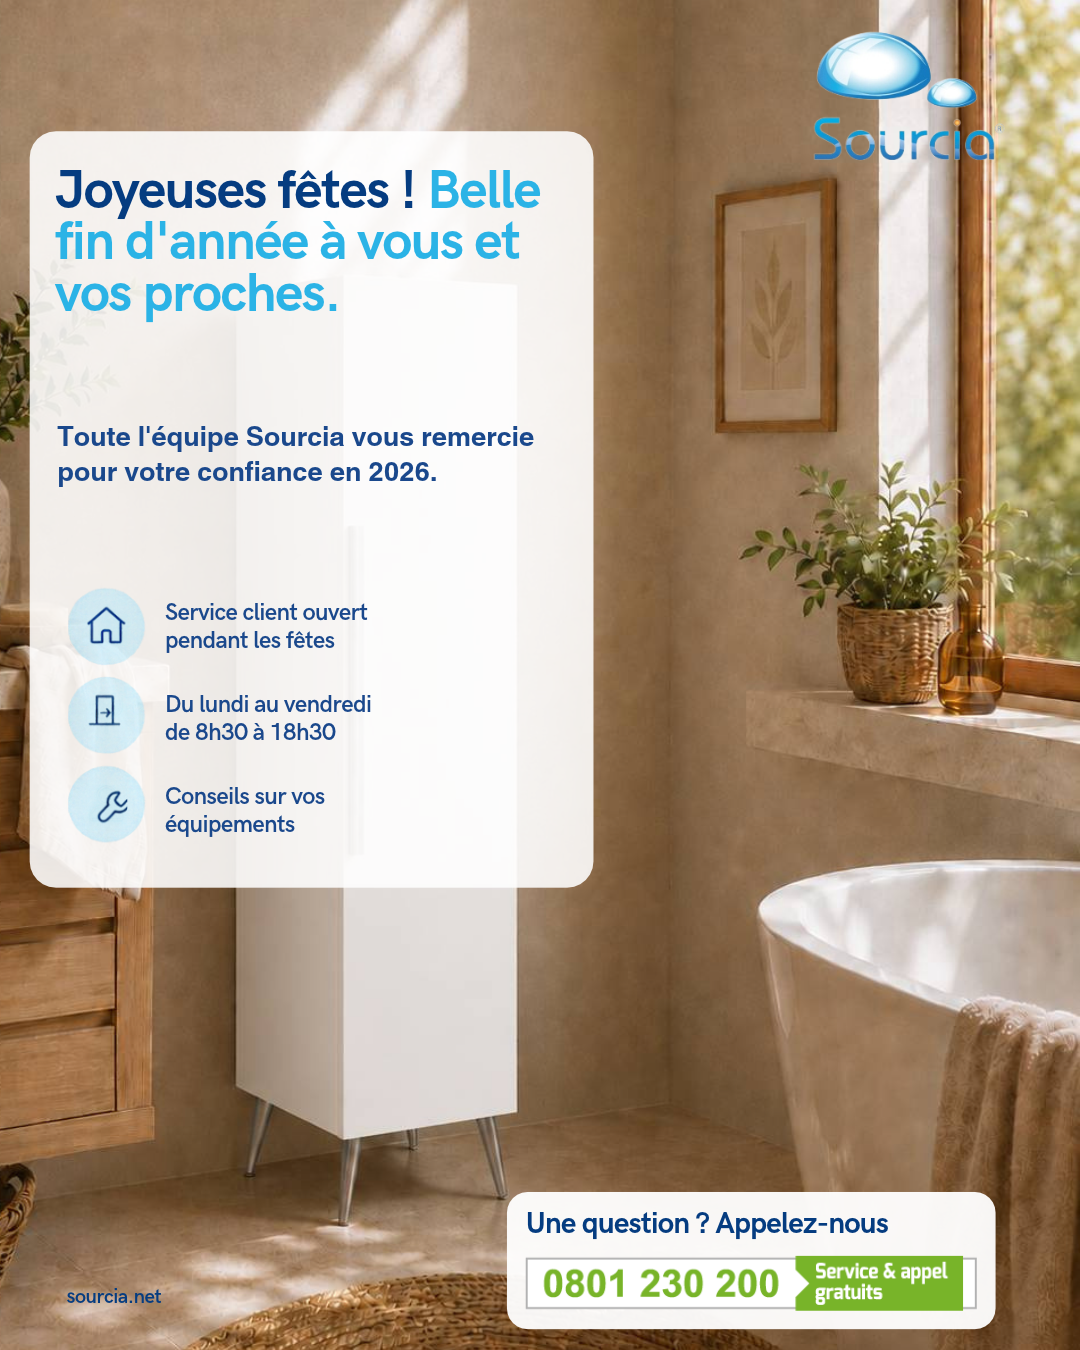 Sourcia
Joyeuses fêtes ! Belle
fin d'année à vous et
vos proches.
Toute l'équipe Sourcia vous remercie
pour votre confiance en 2026.
Service client ouvert
pendant les fêtes
Du lundi au vendredi
de 8h30 à 18h30
Conseils sur vos
équipements
Une question ? Appelez-nous
0801 230 200
Service & appel
gratuits
sourcia.net